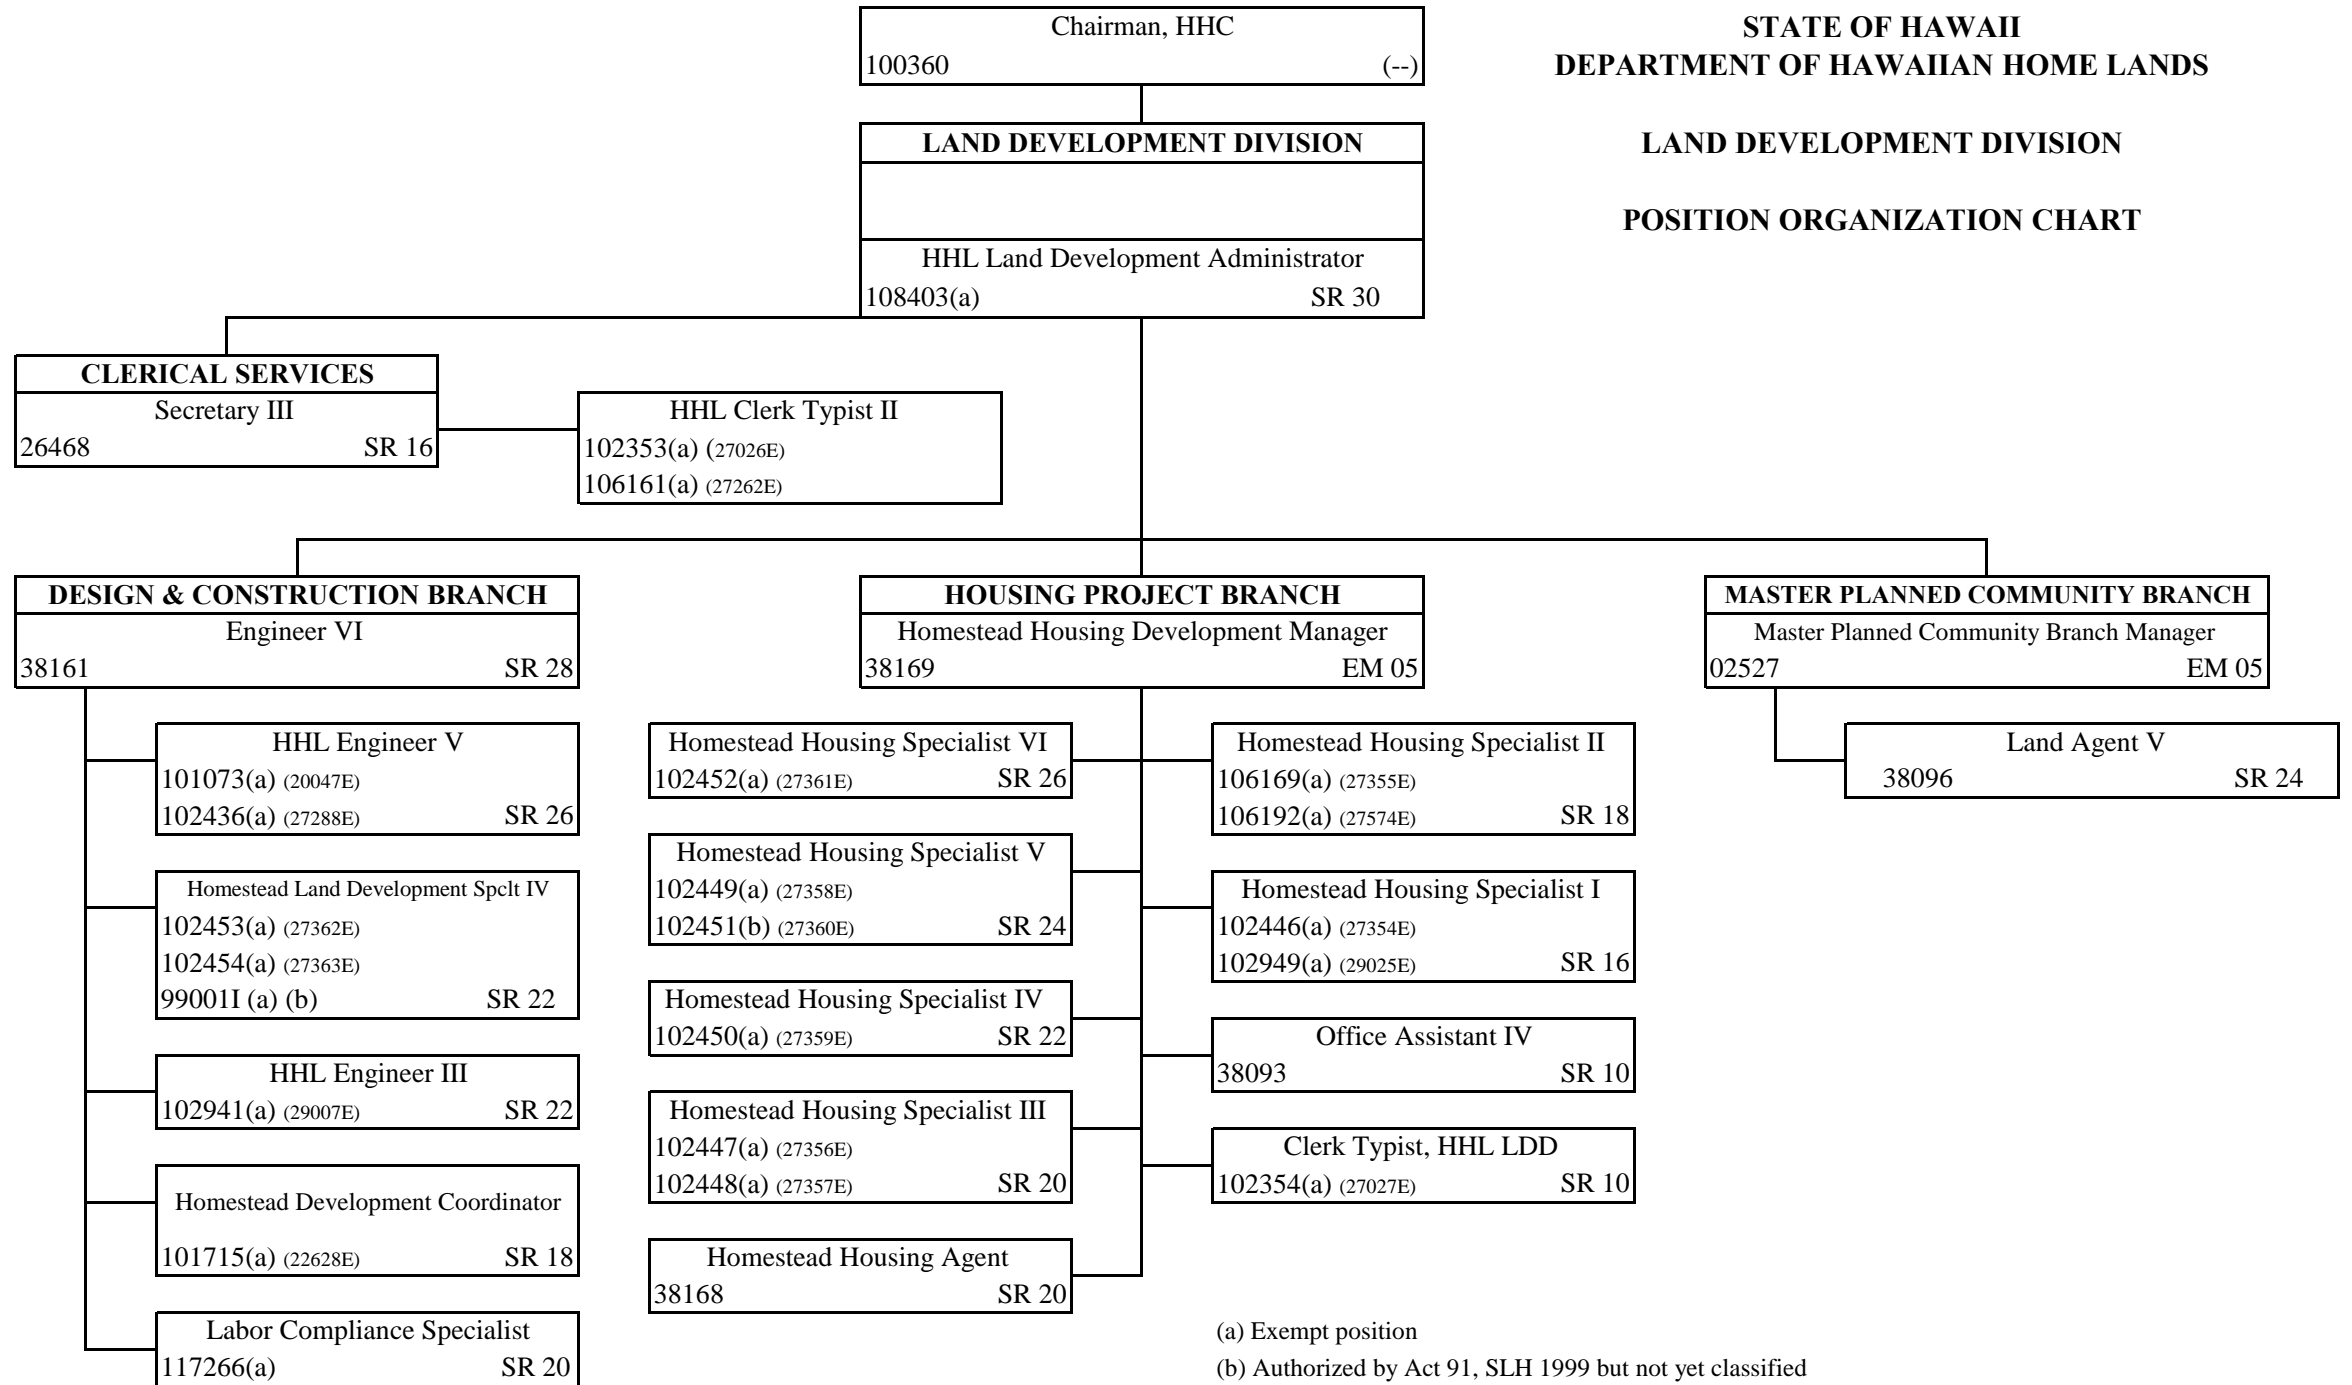 Chairman, HHC
100360 (--)
STATE OF HAWAII
DEPARTMENT OF HAWAIIAN HOME LANDS
LAND DEVELOPMENT DIVISION
POSITION ORGANIZATION CHART
LAND DEVELOPMENT DIVISION
HHL Land Development Administrator
108403(a) SR 30
CLERICAL SERVICES
Secretary III
26468 SR 16
HHL Clerk Typist II
102353(a) (27026E)
106161(a) (27262E)
DESIGN & CONSTRUCTION BRANCH
Engineer VI
38161 SR 28
HHL Engineer V
101073(a) (20047E)
102436(a) (27288E) SR 26
Homestead Land Development Spclt IV
102453(a) (27362E)
102454(a) (27363E)
99001I (a) (b) SR 22
HHL Engineer III
102941(a) (29007E) SR 22
Homestead Development Coordinator
101715(a) (22628E) SR 18
Labor Compliance Specialist
117266(a) SR 20
HOUSING PROJECT BRANCH
Homestead Housing Development Manager
38169 EM 05
Homestead Housing Specialist VI
102452(a) (27361E) SR 26
Homestead Housing Specialist V
102449(a) (27358E)
102451(b) (27360E) SR 24
Homestead Housing Specialist IV
102450(a) (27359E) SR 22
Homestead Housing Specialist III
102447(a) (27356E)
102448(a) (27357E) SR 20
Homestead Housing Agent
38168 SR 20
Homestead Housing Specialist II
106169(a) (27355E)
106192(a) (27574E) SR 18
Homestead Housing Specialist I
102446(a) (27354E)
102949(a) (29025E) SR 16
Office Assistant IV
38093 SR 10
Clerk Typist, HHL LDD
102354(a) (27027E) SR 10
MASTER PLANNED COMMUNITY BRANCH
Master Planned Community Branch Manager
02527 EM 05
Land Agent V
38096 SR 24
(a) Exempt position
(b) Authorized by Act 91, SLH 1999 but not yet classified